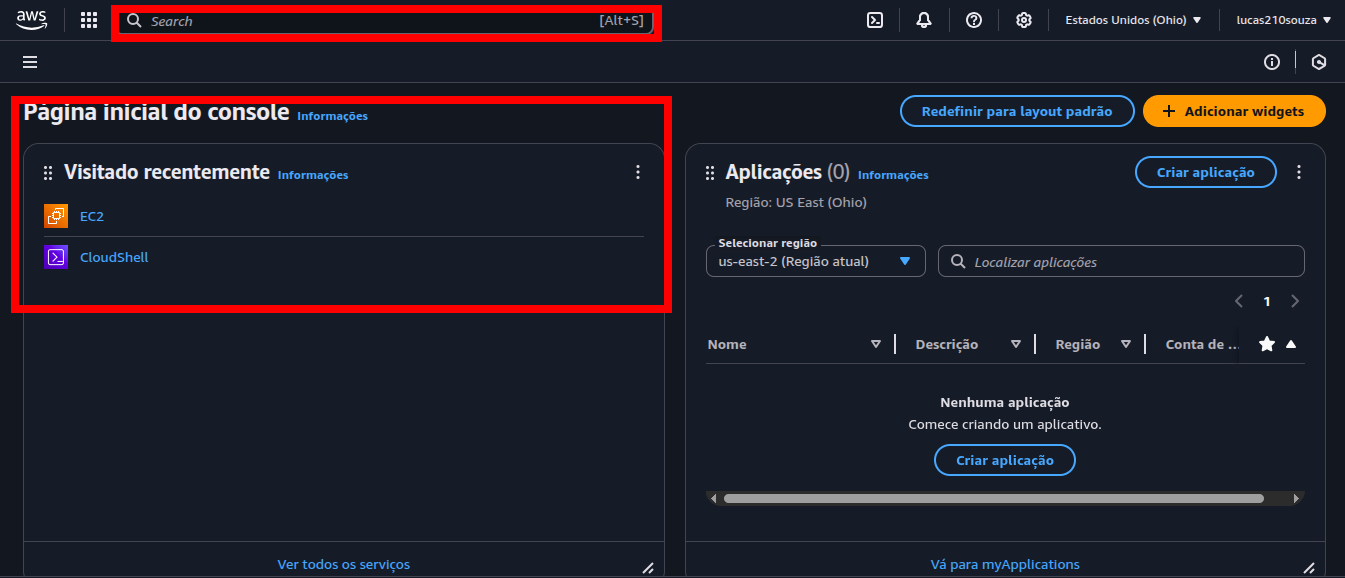 aws
Search [Alt+S]
Estados Unidos (Ohio)
lucas210souza
Página inicial do console Informações
Redefinir para layout padrão
+ Adicionar widgets
Visitado recentemente Informações
EC2
CloudShell
Ver todos os serviços
Aplicações (0) Informações
Criar aplicação
Região: US East (Ohio)
Selecionar região
us-east-2 (Região atual)
Localizar aplicações
1
Nome Descrição Região Conta de ...
Nenhuma aplicação
Comece criando um aplicativo.
Criar aplicação
Vá para myApplications